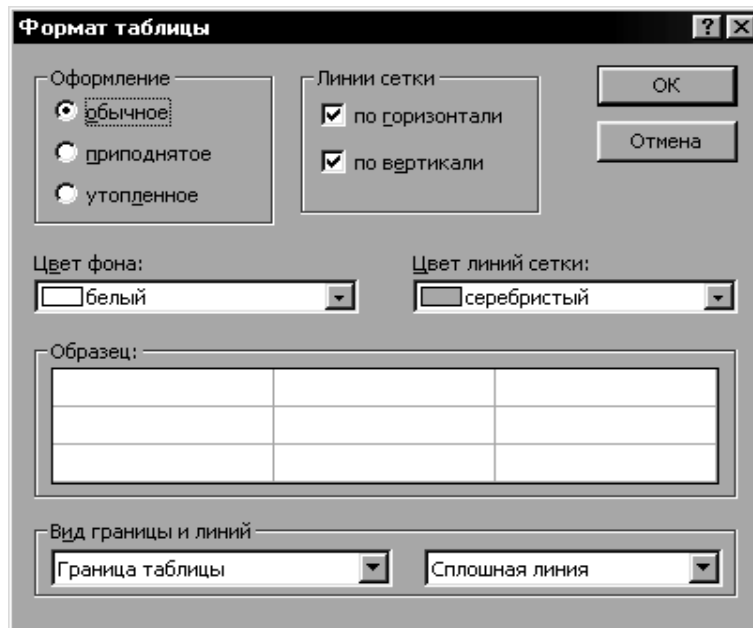 Формат таблицы
Оформление
обычное
приподнятое
утопленное
Линии сетки
по горизонтали
по вертикали
ОК
Отмена
Цвет фона:
белый
Цвет линий сетки:
серебристый
Образец:
Вид границы и линий
Граница таблицы
Сплошная линия